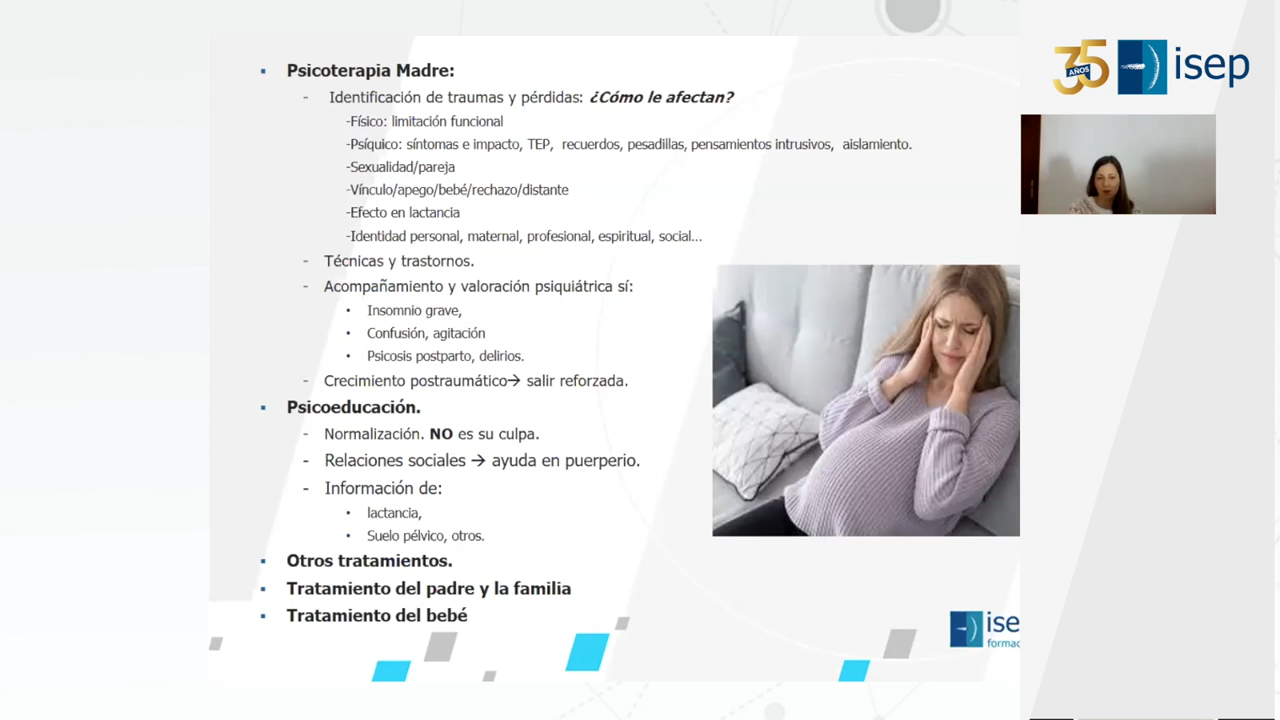 Psicoterapia Madre:
- Identificación de traumas y pérdidas: ¿Cómo le afectan?
-Físico: limitación funcional
-Psíquico: síntomas e impacto, TEP, recuerdos, pesadillas, pensamientos intrusivos, aislamiento.
-Sexualidad/pareja
-Vínculo/apego/bebé/rechazo/distante
-Efecto en lactancia
-Identidad personal, maternal, profesional, espiritual, social...
- Técnicas y trastornos.
- Acompañamiento y valoración psiquiátrica sí:
• Insomnio grave,
• Confusión, agitación
• Psicosis postparto, delirios.
- Crecimiento postraumático→ salir reforzada.
Psicoeducación.
- Normalización. NO es su culpa.
- Relaciones sociales → ayuda en puerperio.
- Información de:
• lactancia,
• Suelo pélvico, otros.
Otros tratamientos.
Tratamiento del padre y la familia
Tratamiento del bebé
35
AÑOS
isep
ise
formac